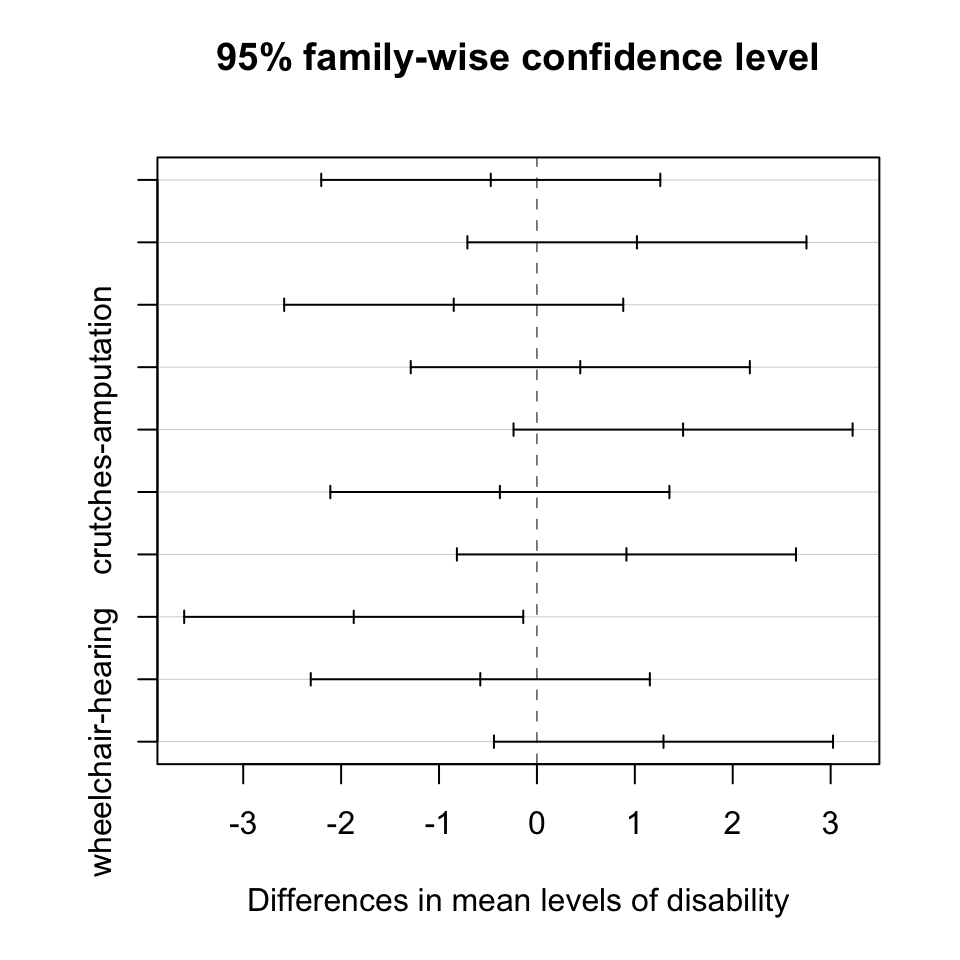 95% family-wise confidence level
crutches-amputation
wheelchair-hearing
-3 -2 -1 0 1 2 3
Differences in mean levels of disability